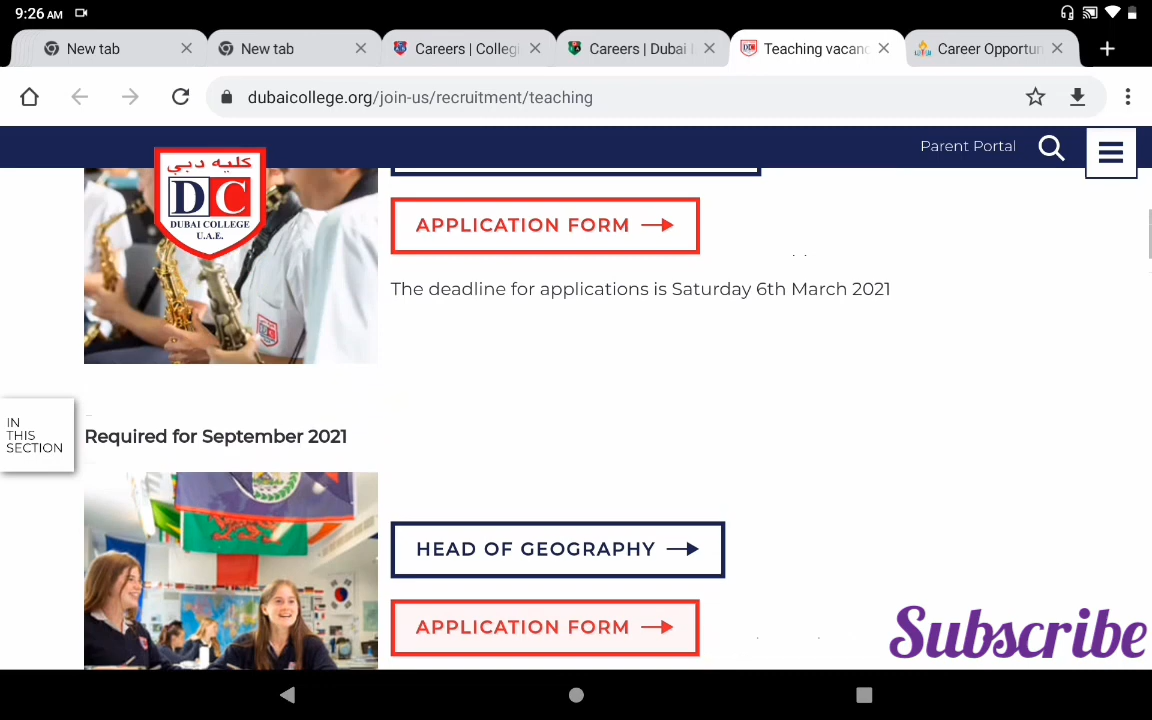 9:26 AM
New tab
New tab
Careers | Colleg
Careers | Dubai
Teaching vacanc
Career Opportun
dubaicollege.org/join-us/recruitment/teaching
Parent Portal
كلية دبي
DC
DUBAI COLLEGE
U.A.E.
APPLICATION FORM
The deadline for applications is Saturday 6th March 2021
IN
THIS
SECTION
Required for September 2021
HEAD OF GEOGRAPHY
APPLICATION FORM
Subscribe